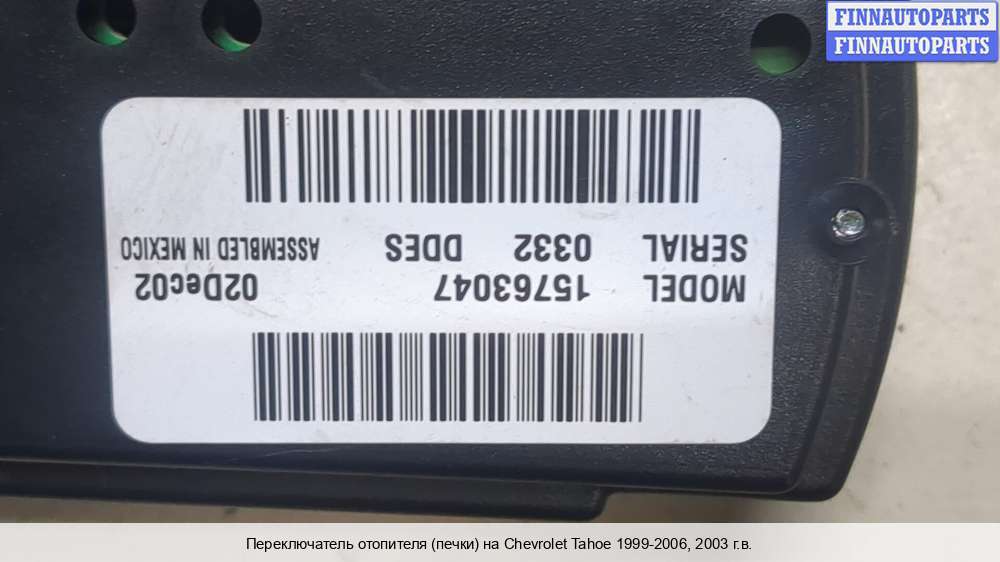 FINNAUTOPARTS
FINNAUTOPARTS
MODEL 15763047 02Dec02
SERIAL 0332 DDES ASSEMBLED IN MEXICO
Переключатель отопителя (печки) на Chevrolet Tahoe 1999-2006, 2003 г.в.